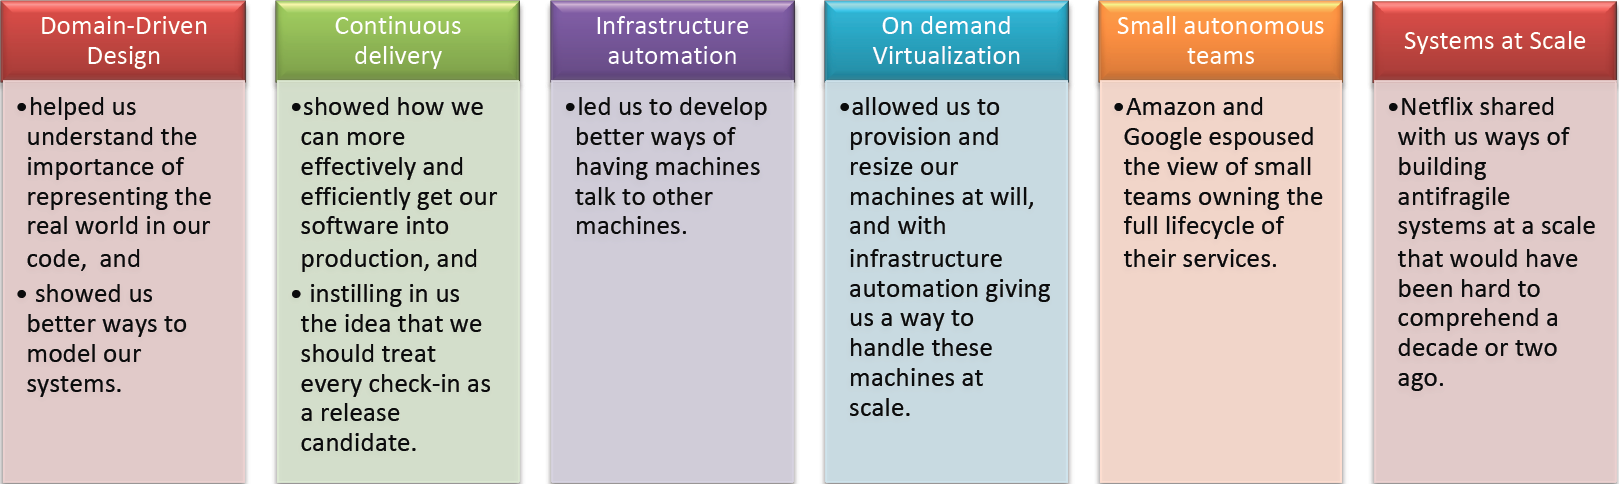 Domain-Driven
Design
•helped us
understand the
importance of
representing the
real world in our
code,  and
• showed us
better ways to
model our
systems.
Continuous
delivery
•showed how we
can more
effectively and
efficiently get our
software into
production, and
• instilling in us
the idea that we
should treat
every check-in as
a release
candidate.
Infrastructure
automation
•led us to develop
better ways of
having machines
talk to other
machines.
On demand
Virtualization
•allowed us to
provision and
resize our
machines at will,
and with
infrastructure
automation giving
us a way to
handle these
machines at
scale.
Small autonomous
teams
•Amazon and
Google espoused
the view of small
teams owning the
full lifecycle of
their services.
Systems at Scale
•Netflix shared
with us ways of
building
antifragile
systems at a scale
that would have
been hard to
comprehend a
decade or two
ago.